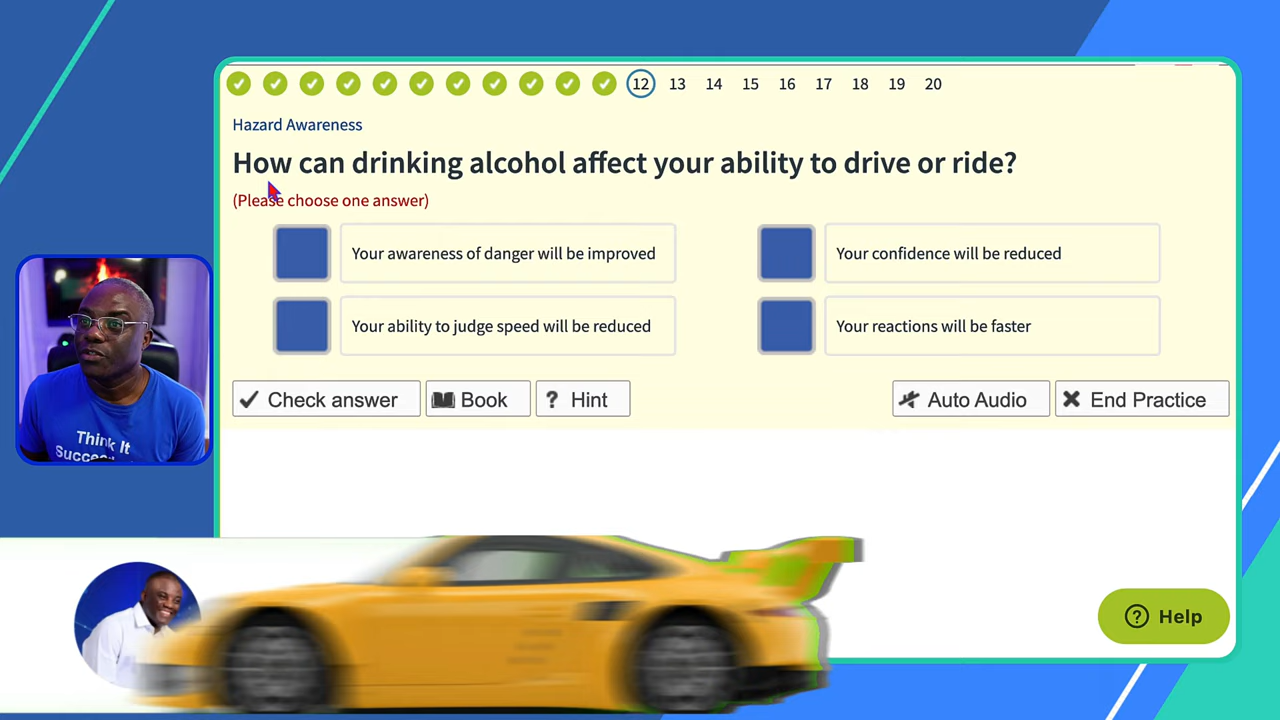 12 13 14 15 16 17 18 19 20
Hazard Awareness
How can drinking alcohol affect your ability to drive or ride?
(Please choose one answer)
Your awareness of danger will be improved
Your confidence will be reduced
Your ability to judge speed will be reduced
Your reactions will be faster
Check answer
Book
? Hint
Auto Audio
End Practice
Think It
? Help